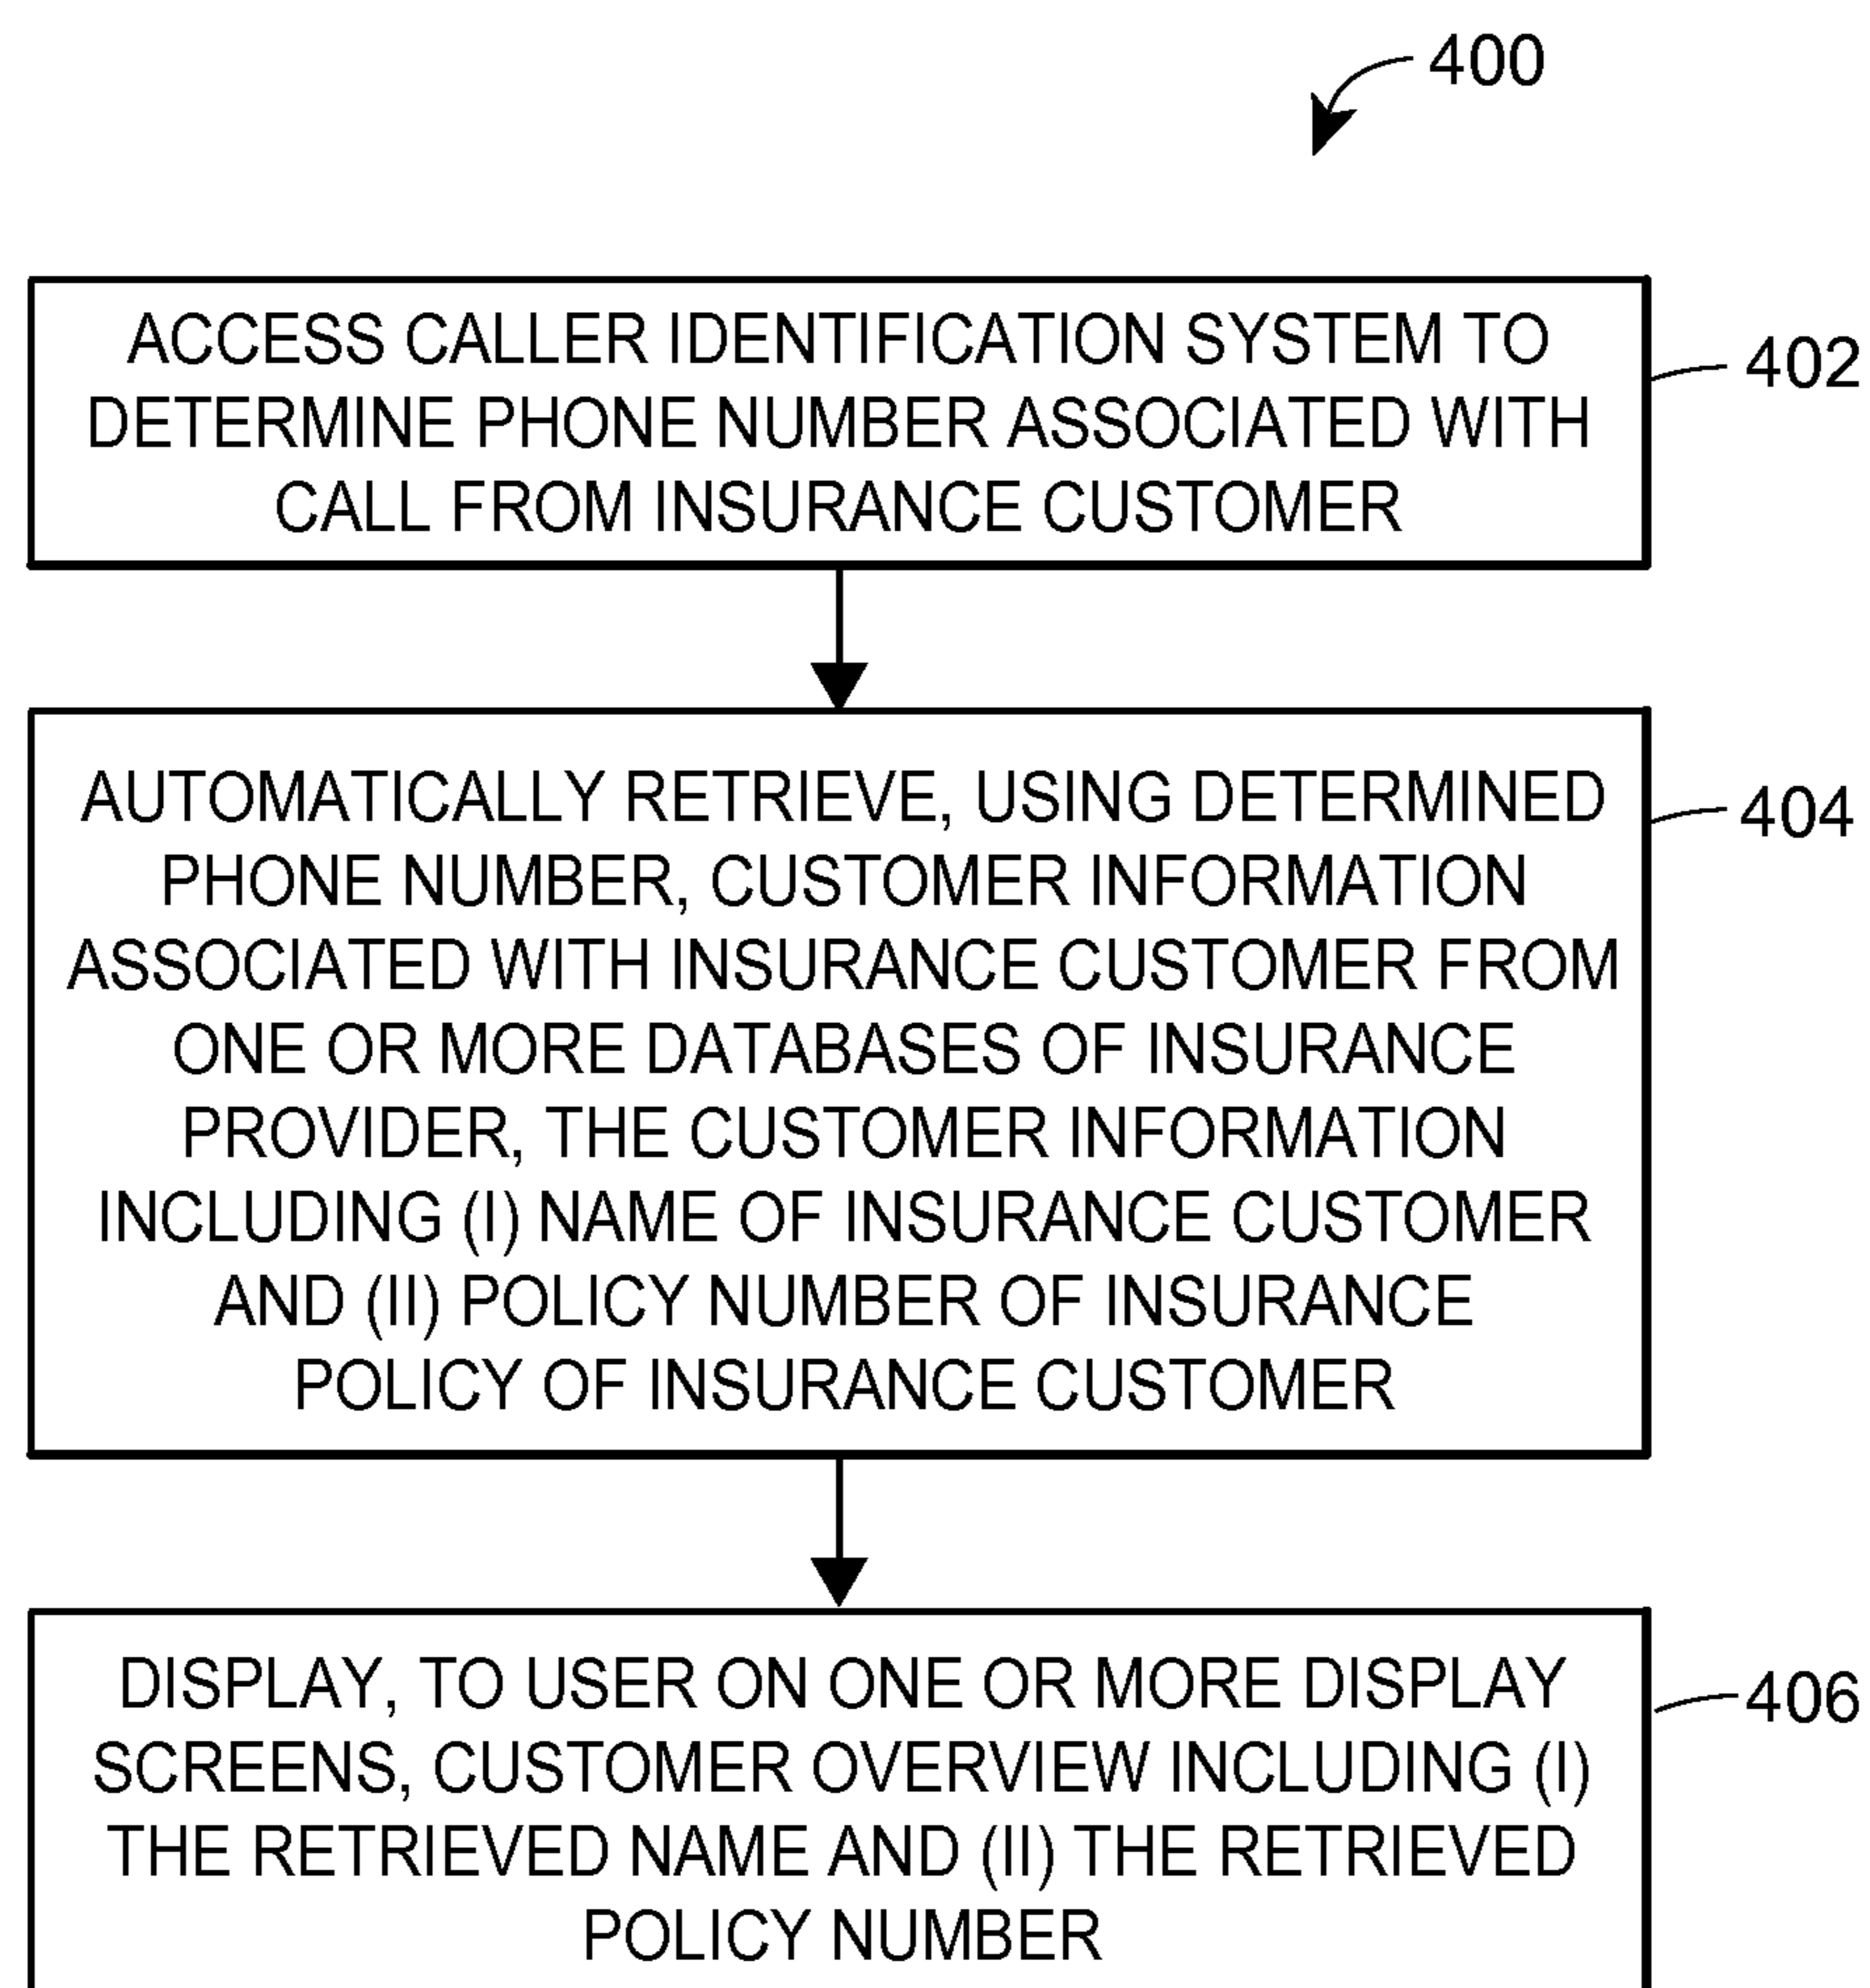 400
ACCESS CALLER IDENTIFICATION SYSTEM TO
DETERMINE PHONE NUMBER ASSOCIATED WITH
CALL FROM INSURANCE CUSTOMER
402
AUTOMATICALLY RETRIEVE, USING DETERMINED
PHONE NUMBER, CUSTOMER INFORMATION
ASSOCIATED WITH INSURANCE CUSTOMER FROM
ONE OR MORE DATABASES OF INSURANCE
PROVIDER, THE CUSTOMER INFORMATION
INCLUDING (I) NAME OF INSURANCE CUSTOMER
AND (II) POLICY NUMBER OF INSURANCE
POLICY OF INSURANCE CUSTOMER
404
DISPLAY, TO USER ON ONE OR MORE DISPLAY
SCREENS, CUSTOMER OVERVIEW INCLUDING (I)
THE RETRIEVED NAME AND (II) THE RETRIEVED
POLICY NUMBER
406